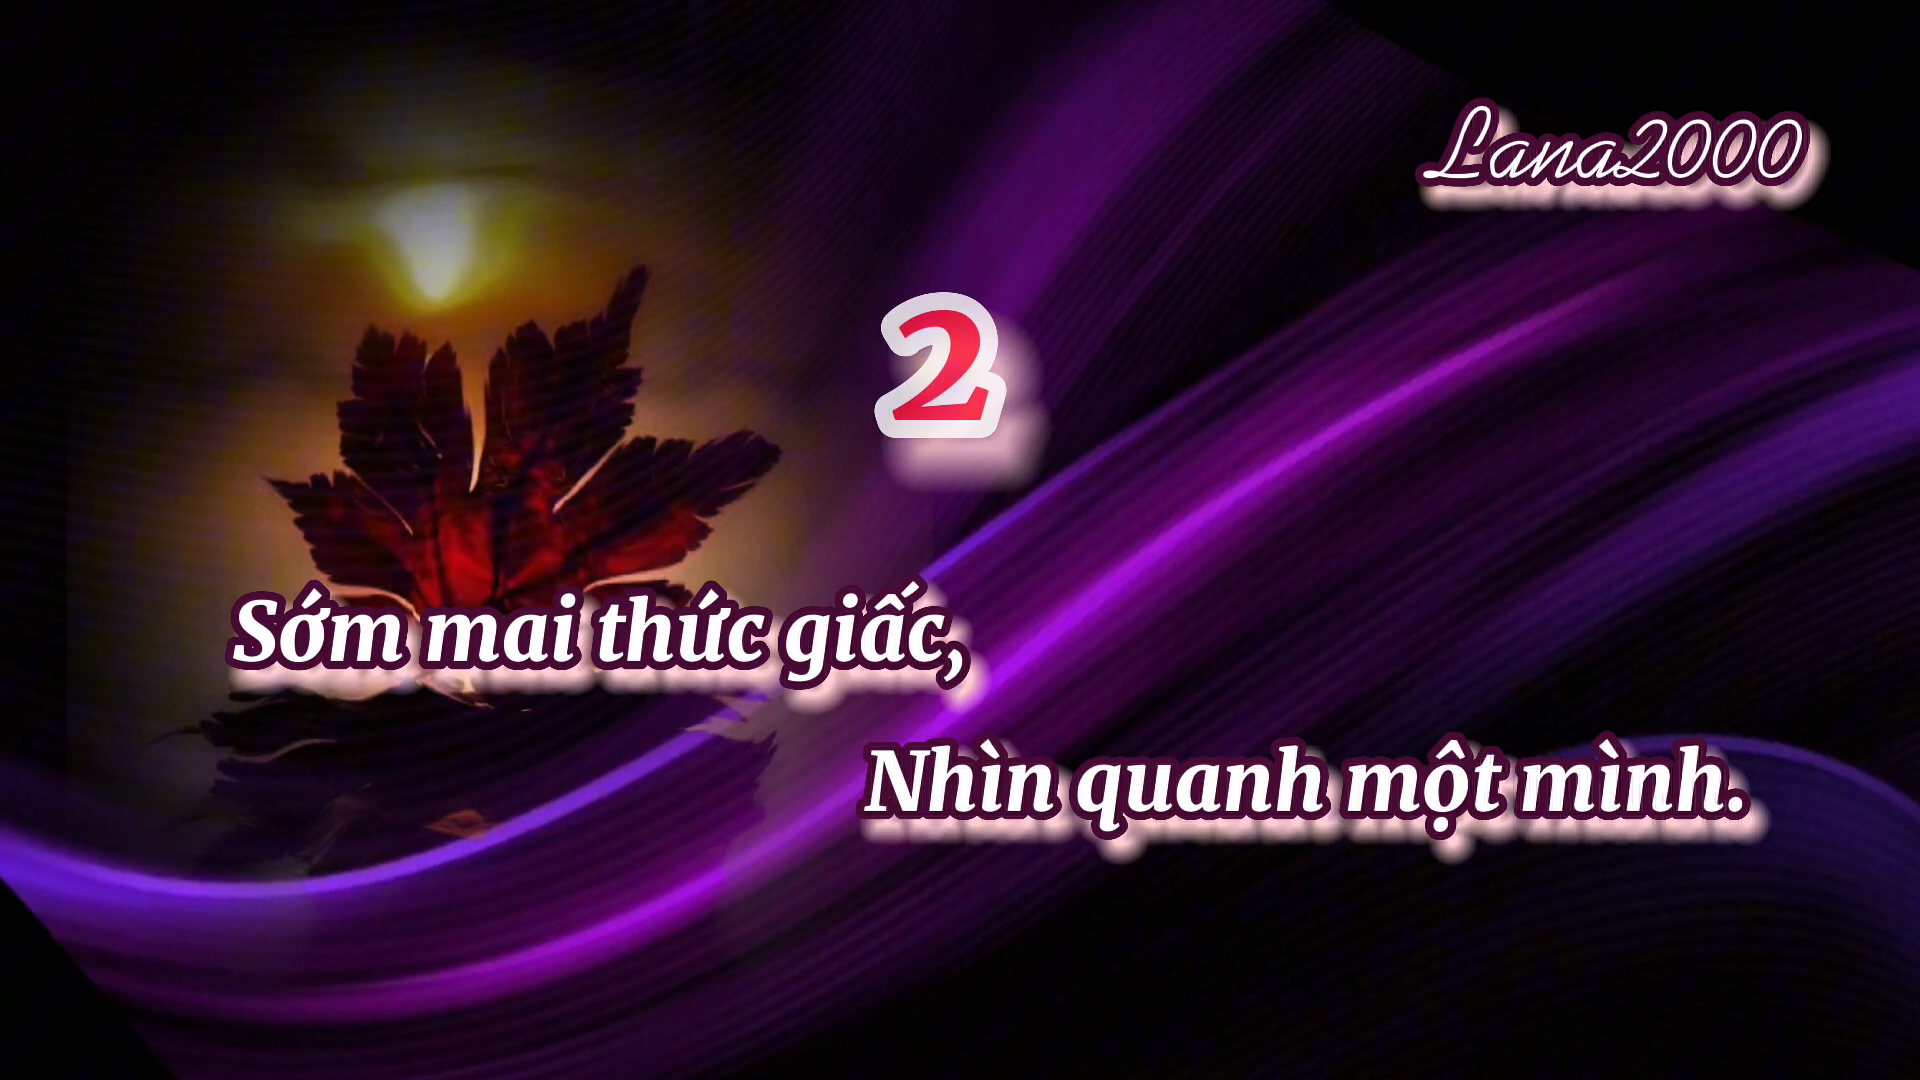 Lana2000
2
Sớm mai thức giấc,
Nhìn quanh một mình.